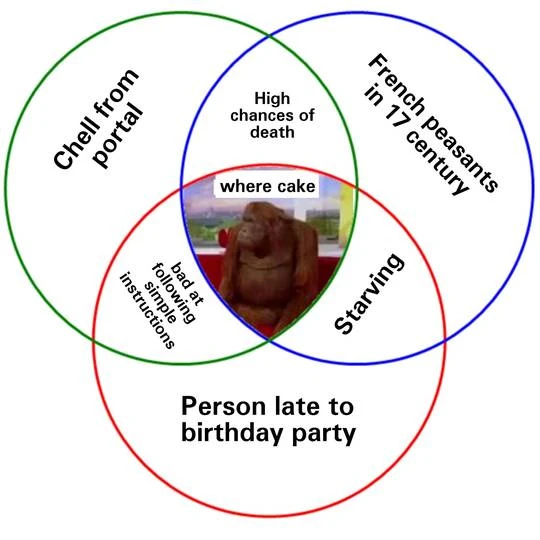 Chell from
portal
High
chances of
death
French peasants
in 17 century
where cake
bad at
following
simple
instructions
Starving
Person late to
birthday party